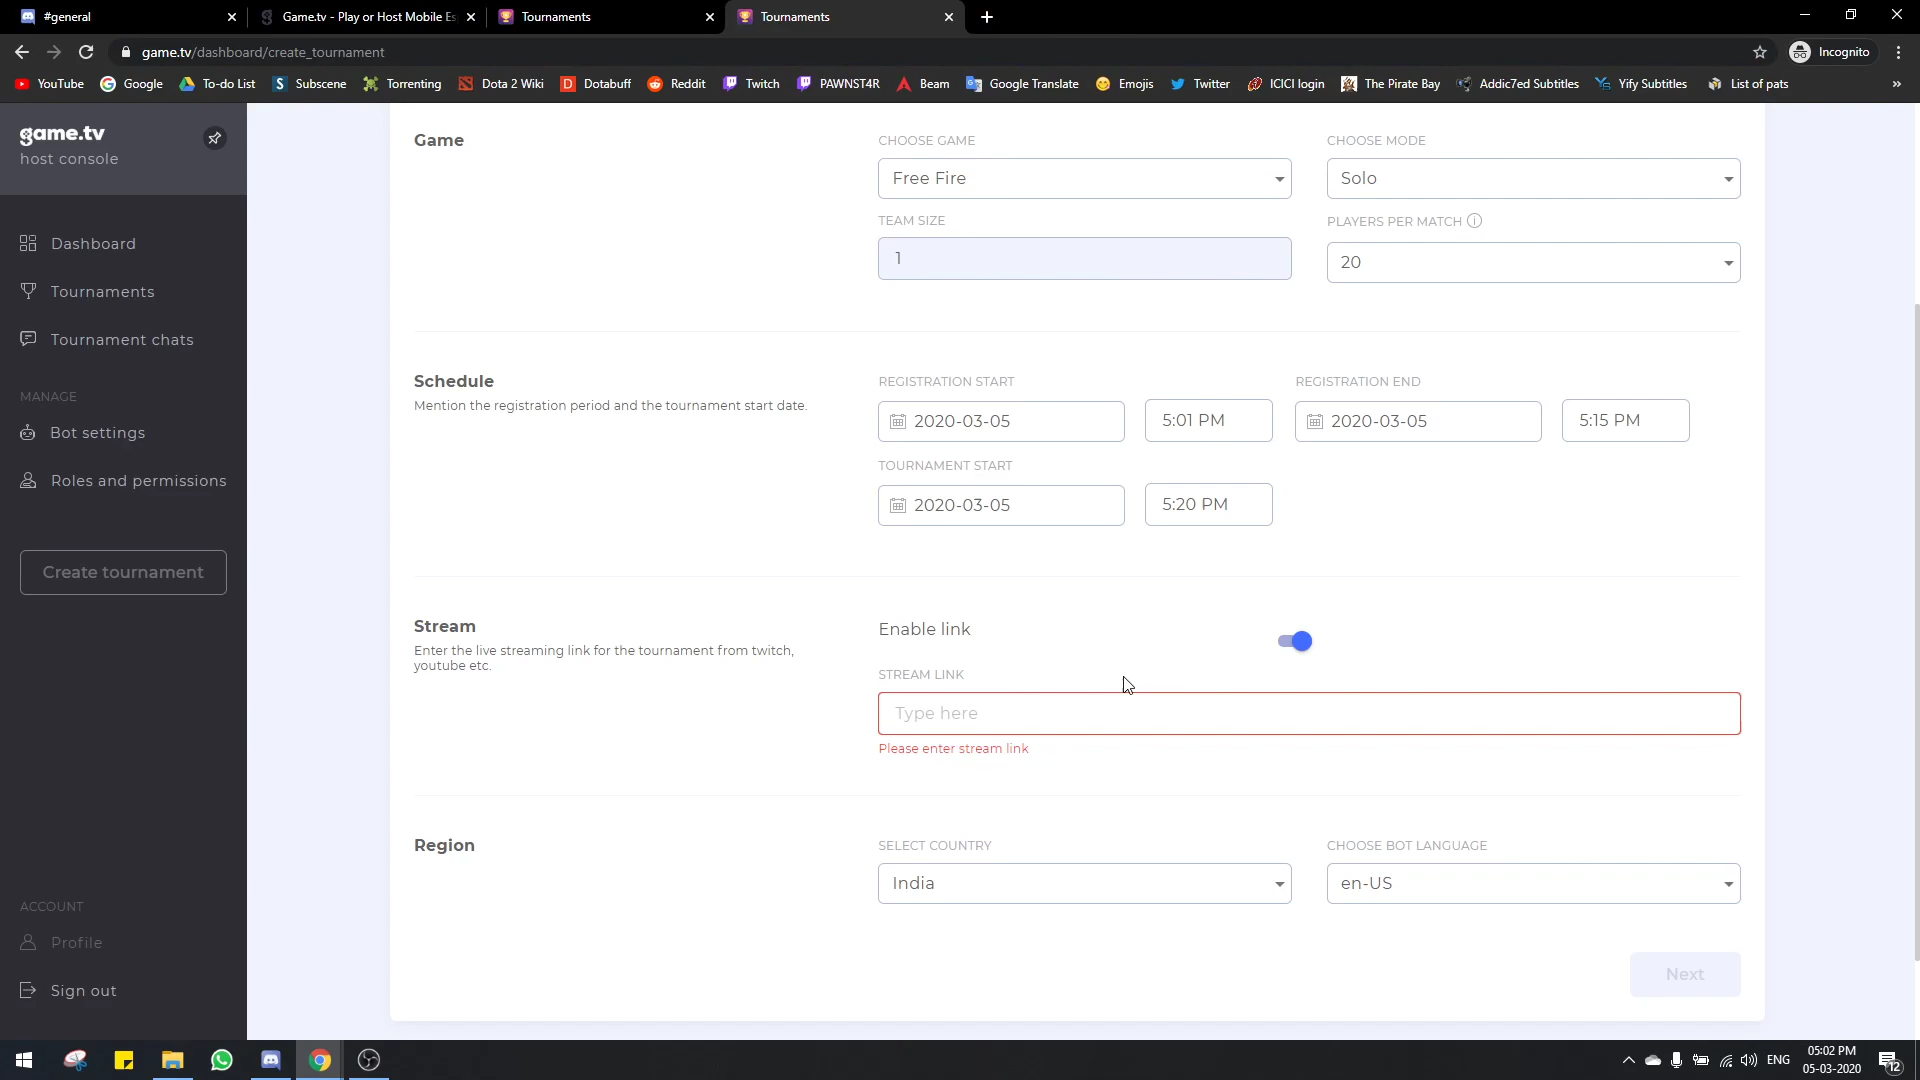 #general
Game.tv - Play or Host Mobile Es
Tournaments
Tournaments
game.tv/dashboard/create_tournament
Incognito
YouTube
Google
To-do List
Subscene
Torrenting
Dota 2 Wiki
Dotabuff
Reddit
Twitch
PAWNST4R
Beam
Google Translate
Emojis
Twitter
ICICI login
The Pirate Bay
Addic7ed Subtitles
Yify Subtitles
List of pats
»
game.tv
host console
Dashboard
Tournaments
Tournament chats
MANAGE
Bot settings
Roles and permissions
Create tournament
ACCOUNT
Profile
Sign out
Game
CHOOSE GAME
Free Fire
CHOOSE MODE
Solo
TEAM SIZE
1
PLAYERS PER MATCH
20
Schedule
Mention the registration period and the tournament start date.
REGISTRATION START
2020-03-05
5:01 PM
REGISTRATION END
2020-03-05
5:15 PM
TOURNAMENT START
2020-03-05
5:20 PM
Stream
Enter the live streaming link for the tournament from twitch,
youtube etc.
Enable link
STREAM LINK
Type here
Please enter stream link
Region
SELECT COUNTRY
India
CHOOSE BOT LANGUAGE
en-US
Next
ENG
05:02 PM
05-03-2020
12